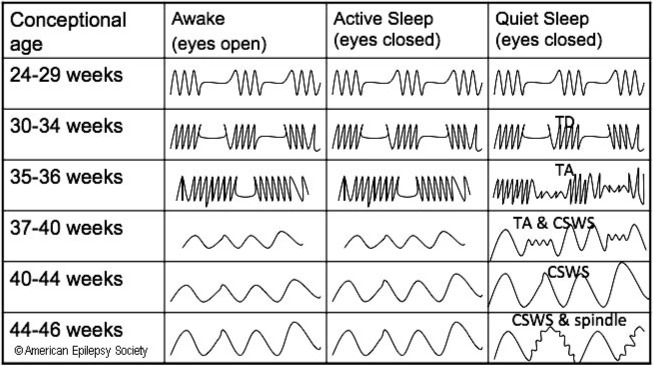 Conceptional age
Awake (eyes open)
Active Sleep (eyes closed)
Quiet Sleep (eyes closed)
24-29 weeks
30-34 weeks
TD
35-36 weeks
TA
37-40 weeks
TA & CSWS
40-44 weeks
CSWS
44-46 weeks
CSWS & spindle
©American Epilepsy Society